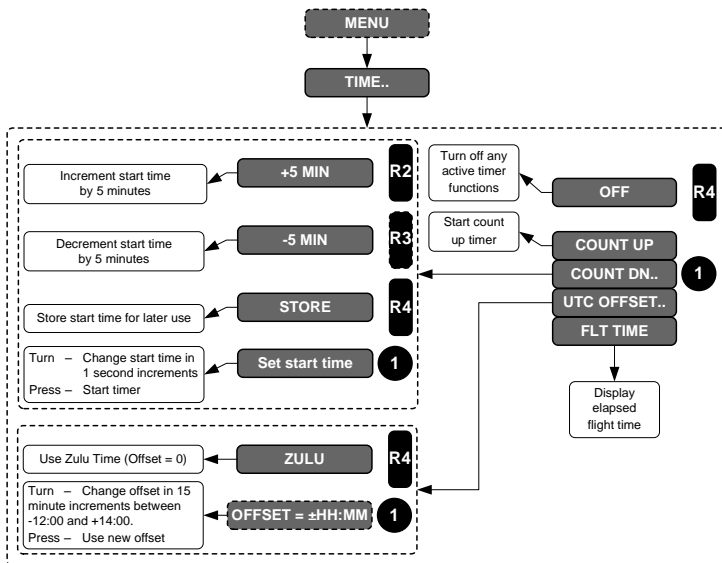 MENU
TIME..
Increment start time
by 5 minutes
+5 MIN
R2
Decrement start time
by 5 minutes
-5 MIN
R3
Store start time for later use
STORE
R4
Turn – Change start time in
1 second increments
Press – Start timer
Set start time
1
Turn off any
active timer
functions
OFF
R4
Start count
up timer
COUNT UP
COUNT DN..
1
UTC OFFSET..
FLT TIME
Display
elapsed
flight time
Use Zulu Time (Offset = 0)
ZULU
R4
Turn – Change offset in 15
minute increments between
-12:00 and +14:00.
Press – Use new offset
OFFSET = ±HH:MM
1